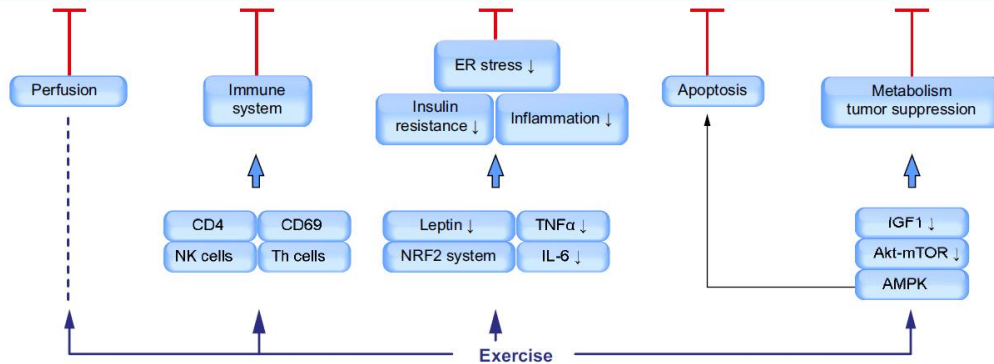 Perfusion
Immune
system
ER stress ↓
Insulin
resistance ↓
Inflammation ↓
Apoptosis
Metabolism
tumor suppression
CD4
CD69
NK cells
Th cells
Leptin ↓
TNFα ↓
NRF2 system
IL-6 ↓
IGF1 ↓
Akt-mTOR ↓
AMPK
Exercise